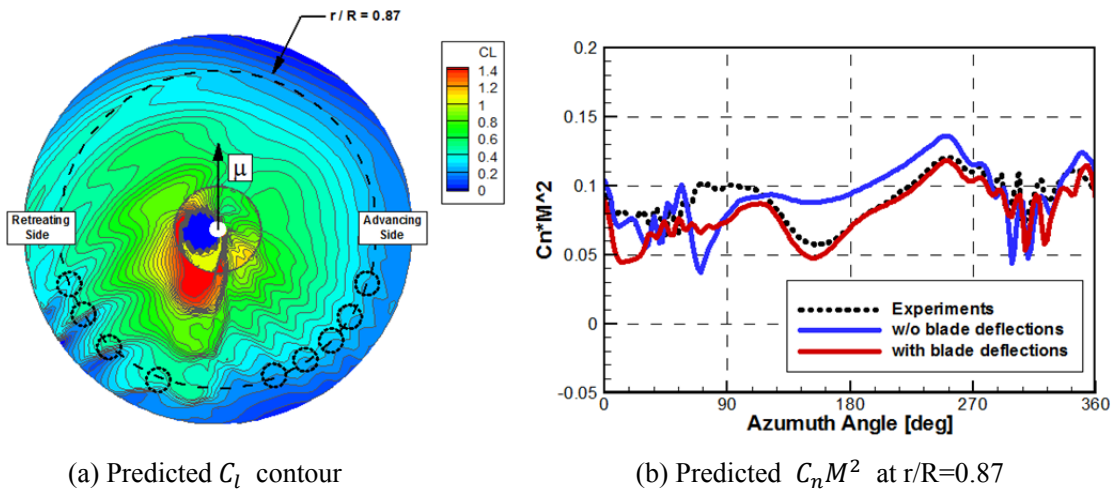 r / R = 0.87
CL
1.4
1.2
1
0.8
0.6
0.4
0.2
0
μ
Retreating
Side
Advancing
Side
(a) Predicted C_l contour
Cn*M^2
0.2
0.15
0.1
0.05
0
-0.05
0
90
180
270
360
Azumuth Angle [deg]
Experiments
w/o blade deflections
with blade deflections
(b) Predicted C_nM² at r/R=0.87